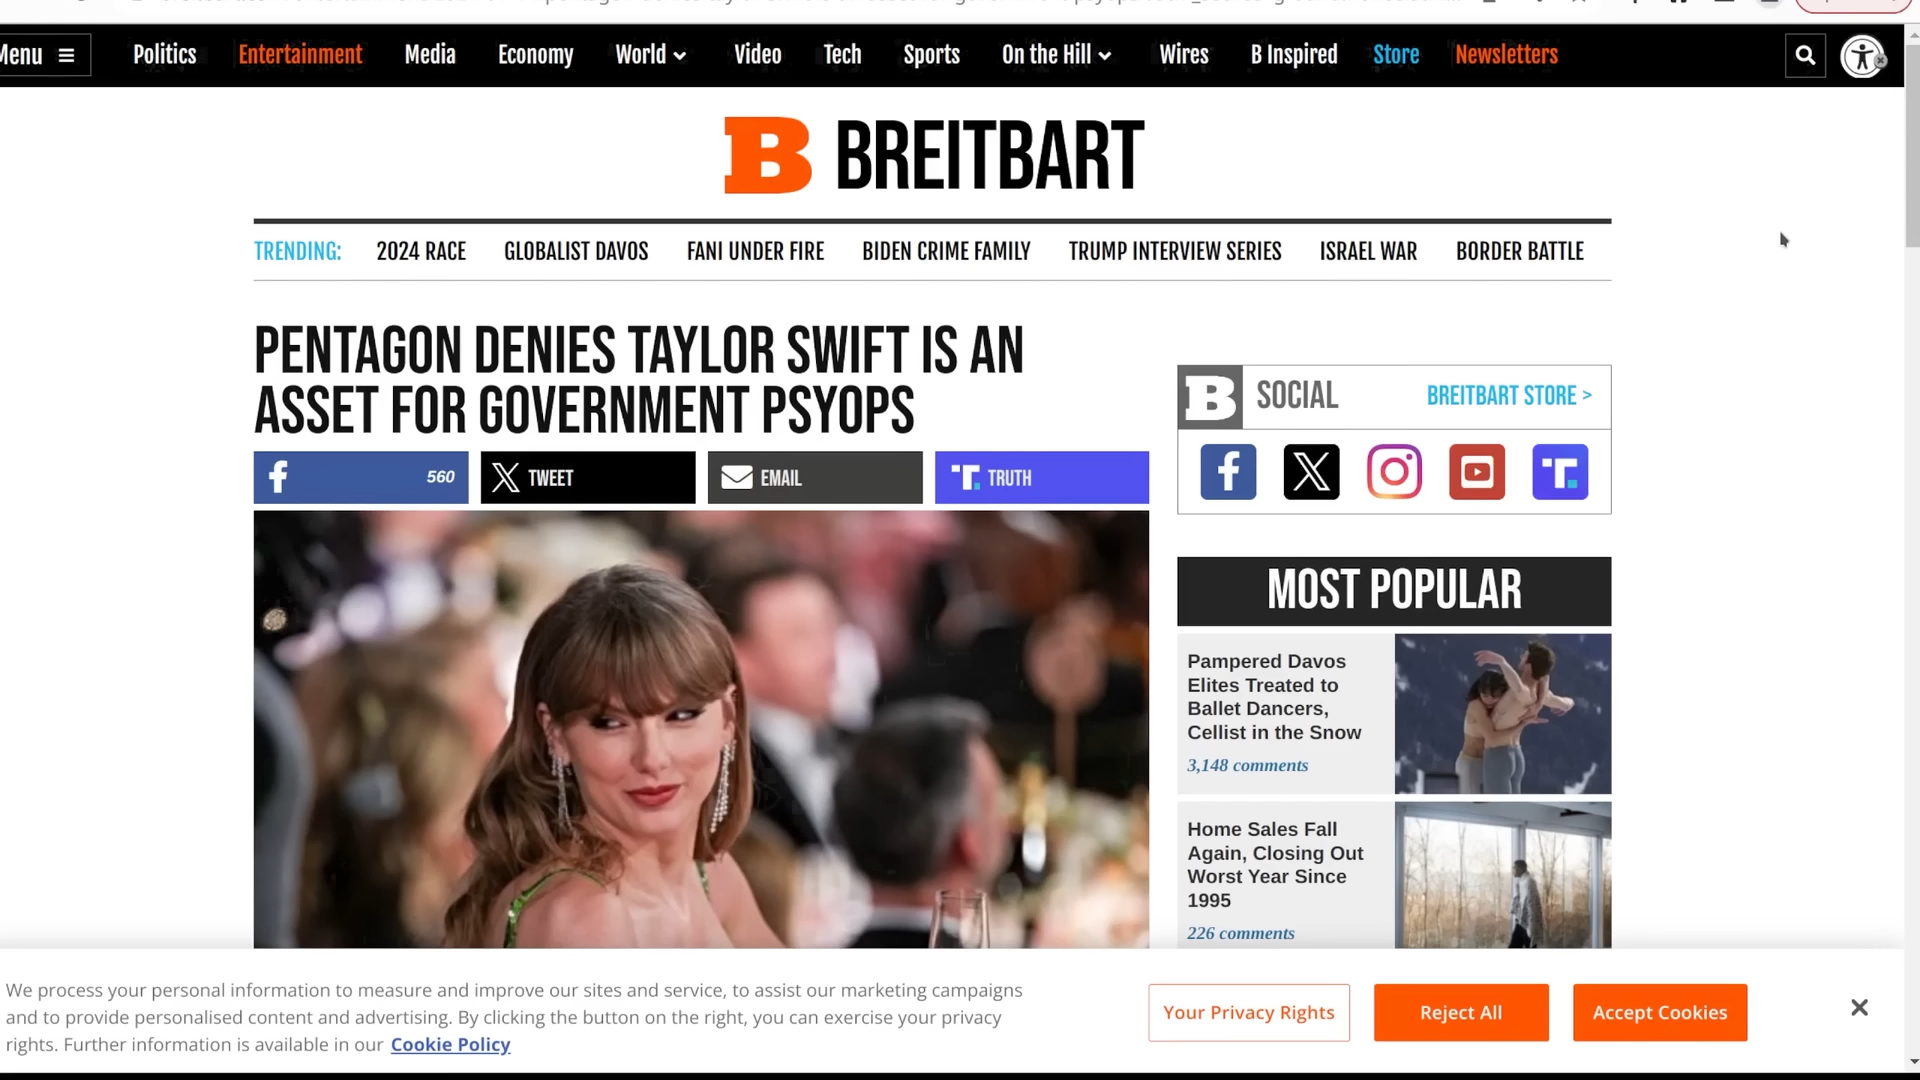 Menu
Politics
Entertainment
Media
Economy
World
Video
Tech
Sports
On the Hill
Wires
B Inspired
Store
Newsletters
B BREITBART
TRENDING:
2024 RACE
GLOBALIST DAVOS
FANI UNDER FIRE
BIDEN CRIME FAMILY
TRUMP INTERVIEW SERIES
ISRAEL WAR
BORDER BATTLE
PENTAGON DENIES TAYLOR SWIFT IS AN
ASSET FOR GOVERNMENT PSYOPS
560
TWEET
EMAIL
TRUTH
B SOCIAL
BREITBART STORE >
MOST POPULAR
Pampered Davos
Elites Treated to
Ballet Dancers,
Cellist in the Snow
3,148 comments
Home Sales Fall
Again, Closing Out
Worst Year Since
1995
226 comments
We process your personal information to measure and improve our sites and service, to assist our marketing campaigns
and to provide personalised content and advertising. By clicking the button on the right, you can exercise your privacy
rights. Further information is available in our Cookie Policy
Your Privacy Rights
Reject All
Accept Cookies